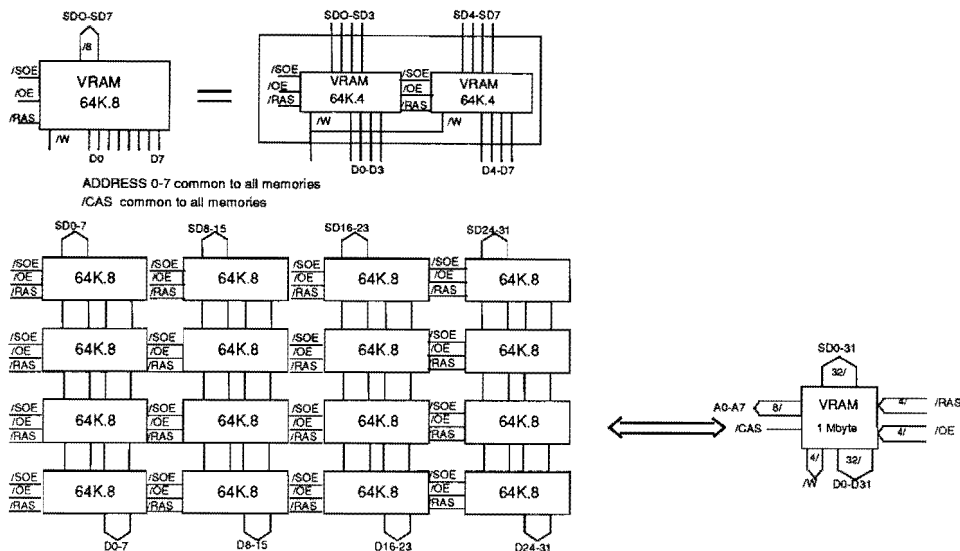 SD0-SD7
/8
/SOE
/OE
/RAS
VRAM
64K.8
/W
D0 D7
SD0-SD3 SD4-SD7
/SOE
/OE
/RAS
VRAM
64K.4
/SOE
/OE
/RAS
VRAM
64K.4
/W /W
D0-D3 D4-D7
ADDRESS 0-7 common to all memories
/CAS common to all memories
SD0-7 SD8-15 SD16-23 SD24-31
/SOE /SOE /SOE /SOE
/OE 64K.8 /OE 64K.8 /OE 64K.8 /OE 64K.8
/RAS /RAS /RAS /RAS
/SOE /SOE /SOE /SOE
/OE 64K.8 /OE 64K.8 /OE 64K.8 /OE 64K.8
/RAS /RAS /RAS /RAS
/SOE /SOE /SOE /SOE
/OE 64K.8 /OE 64K.8 /OE 64K.8 /OE 64K.8
/RAS /RAS /RAS /RAS
/SOE /SOE /SOE /SOE
/OE 64K.8 /OE 64K.8 /OE 64K.8 /OE 64K.8
/RAS /RAS /RAS /RAS
D0-7 D8-15 D16-23 D24-31
SD0-31
32/
A0-A7 8/ VRAM 4/ /RAS
/CAS 1 Mbyte 4/ /OE
4/ 32/
/W D0-D31